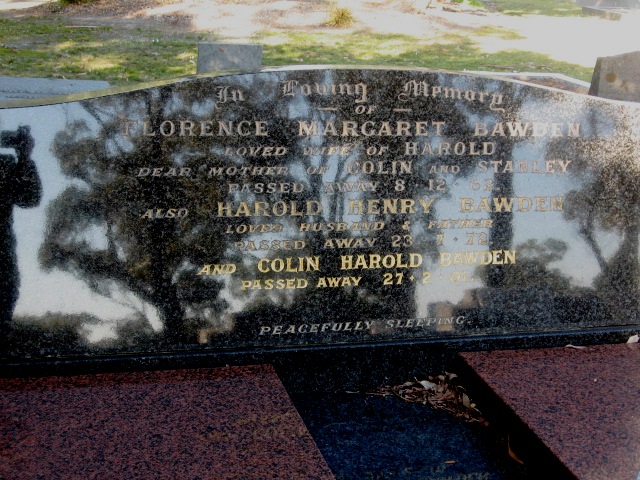 In Loving Memory
OF
FLORENCE MARGARET BAWDEN
LOVED WIFE OF HAROLD
DEAR MOTHER OF COLIN AND STANLEY
PASSED AWAY 8·12·
ALSO HAROLD HENRY BAWDEN
LOVED HUSBAND & FATHER
PASSED AWAY 23·
AND COLIN HAROLD BAWDEN
PASSED AWAY 27·2·
PEACEFULLY SLEEPING